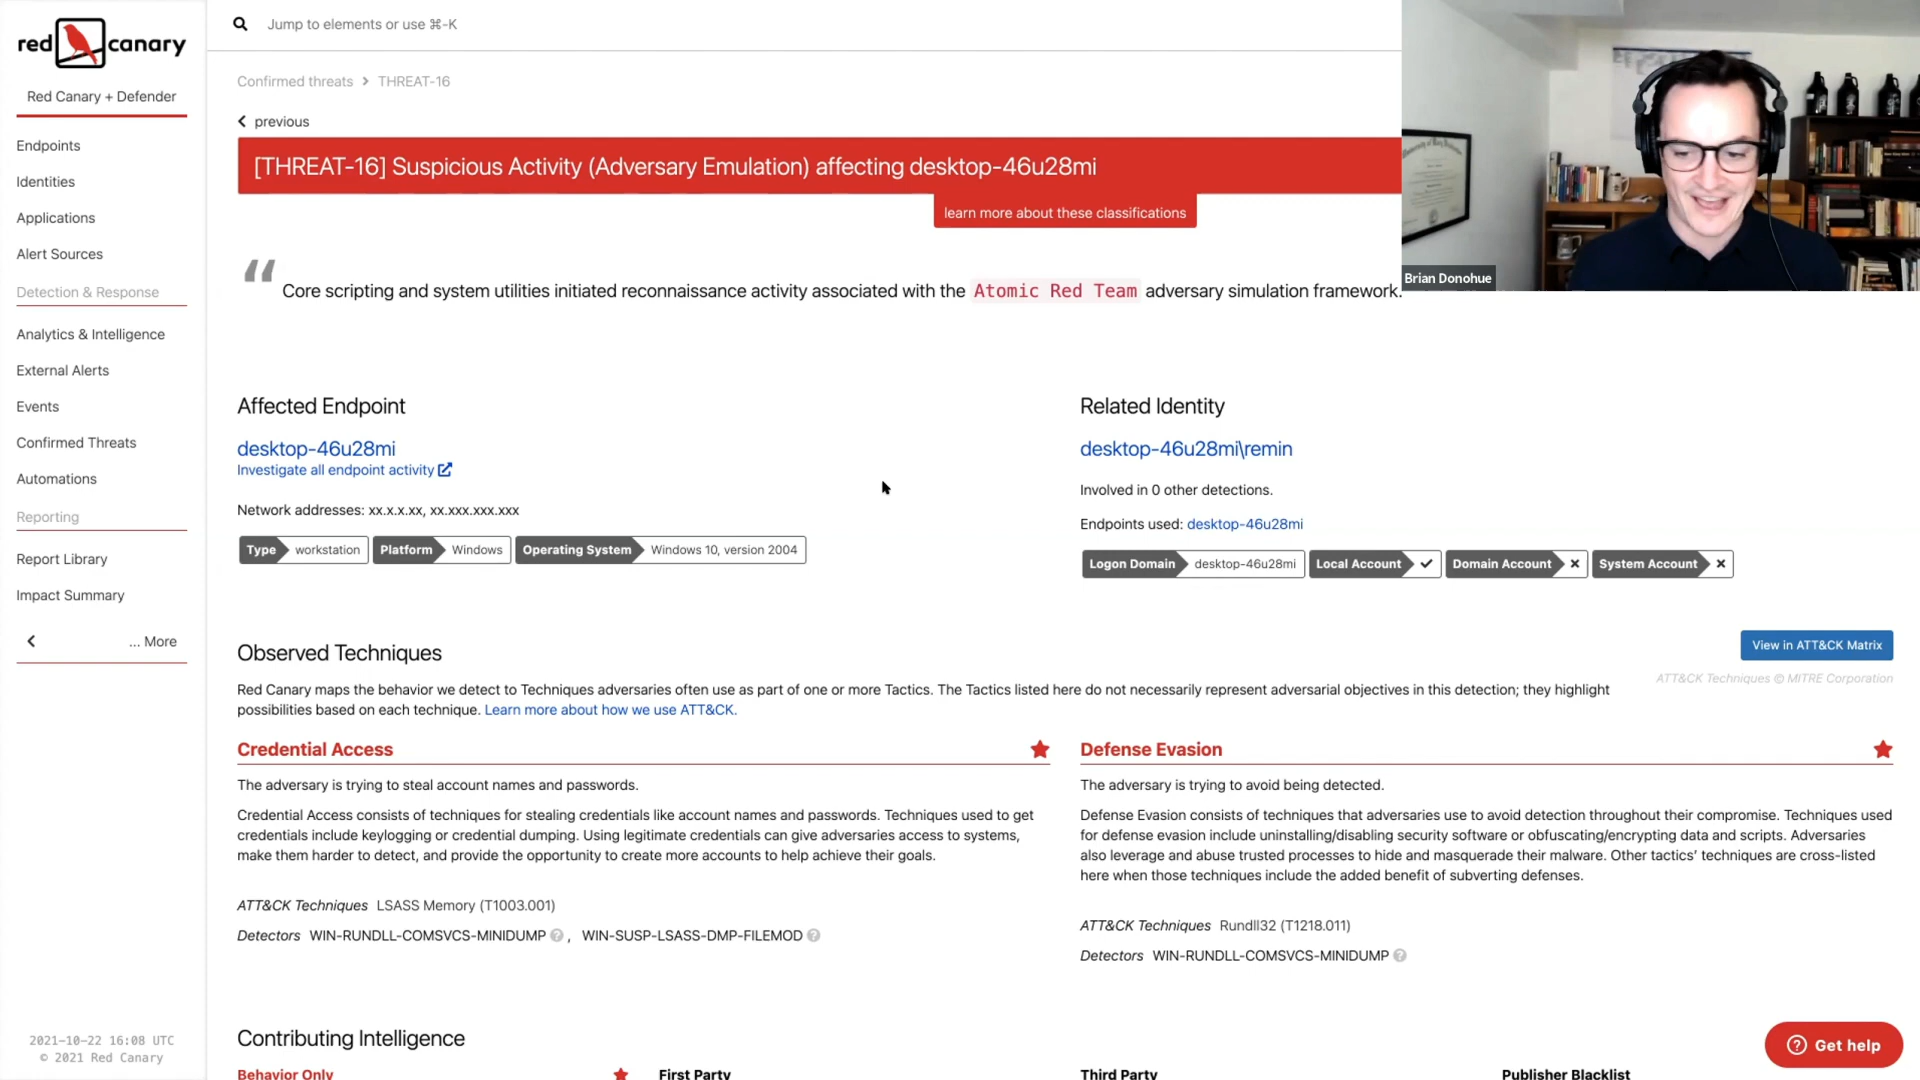 red canary
Red Canary + Defender
Endpoints
Identities
Applications
Alert Sources
Detection & Response
Analytics & Intelligence
External Alerts
Events
Confirmed Threats
Automations
Reporting
Report Library
Impact Summary
... More
2021-10-22 16:08 UTC
© 2021 Red Canary
Jump to elements or use ⌘-K
Confirmed threats > THREAT-16
previous
[THREAT-16] Suspicious Activity (Adversary Emulation) affecting desktop-46u28mi
learn more about these classifications
“ Core scripting and system utilities initiated reconnaissance activity associated with the Atomic Red Team adversary simulation framework.
Brian Donohue
Affected Endpoint
desktop-46u28mi
Investigate all endpoint activity
Network addresses: xx.x.x.xx, xx.xxx.xxx.xxx
Type workstation Platform Windows Operating System Windows 10, version 2004
Related Identity
desktop-46u28mi\remin
Involved in 0 other detections.
Endpoints used: desktop-46u28mi
Logon Domain desktop-46u28mi Local Account ✓ Domain Account ✕ System Account ✕
Observed Techniques
View in ATT&CK Matrix
ATT&CK Techniques © MITRE Corporation
Red Canary maps the behavior we detect to Techniques adversaries often use as part of one or more Tactics. The Tactics listed here do not necessarily represent adversarial objectives in this detection; they highlight
possibilities based on each technique. Learn more about how we use ATT&CK.
Credential Access
The adversary is trying to steal account names and passwords.
Credential Access consists of techniques for stealing credentials like account names and passwords. Techniques used to get
credentials include keylogging or credential dumping. Using legitimate credentials can give adversaries access to systems,
make them harder to detect, and provide the opportunity to create more accounts to help achieve their goals.
ATT&CK Techniques LSASS Memory (T1003.001)
Detectors WIN-RUNDLL-COMSVCS-MINIDUMP ? , WIN-SUSP-LSASS-DMP-FILEMOD ?
Defense Evasion
The adversary is trying to avoid being detected.
Defense Evasion consists of techniques that adversaries use to avoid detection throughout their compromise. Techniques used
for defense evasion include uninstalling/disabling security software or obfuscating/encrypting data and scripts. Adversaries
also leverage and abuse trusted processes to hide and masquerade their malware. Other tactics’ techniques are cross-listed
here when those techniques include the added benefit of subverting defenses.
ATT&CK Techniques Rundll32 (T1218.011)
Detectors WIN-RUNDLL-COMSVCS-MINIDUMP ?
Contributing Intelligence
Behavior Only First Party Third Party Publisher Blacklist
? Get help